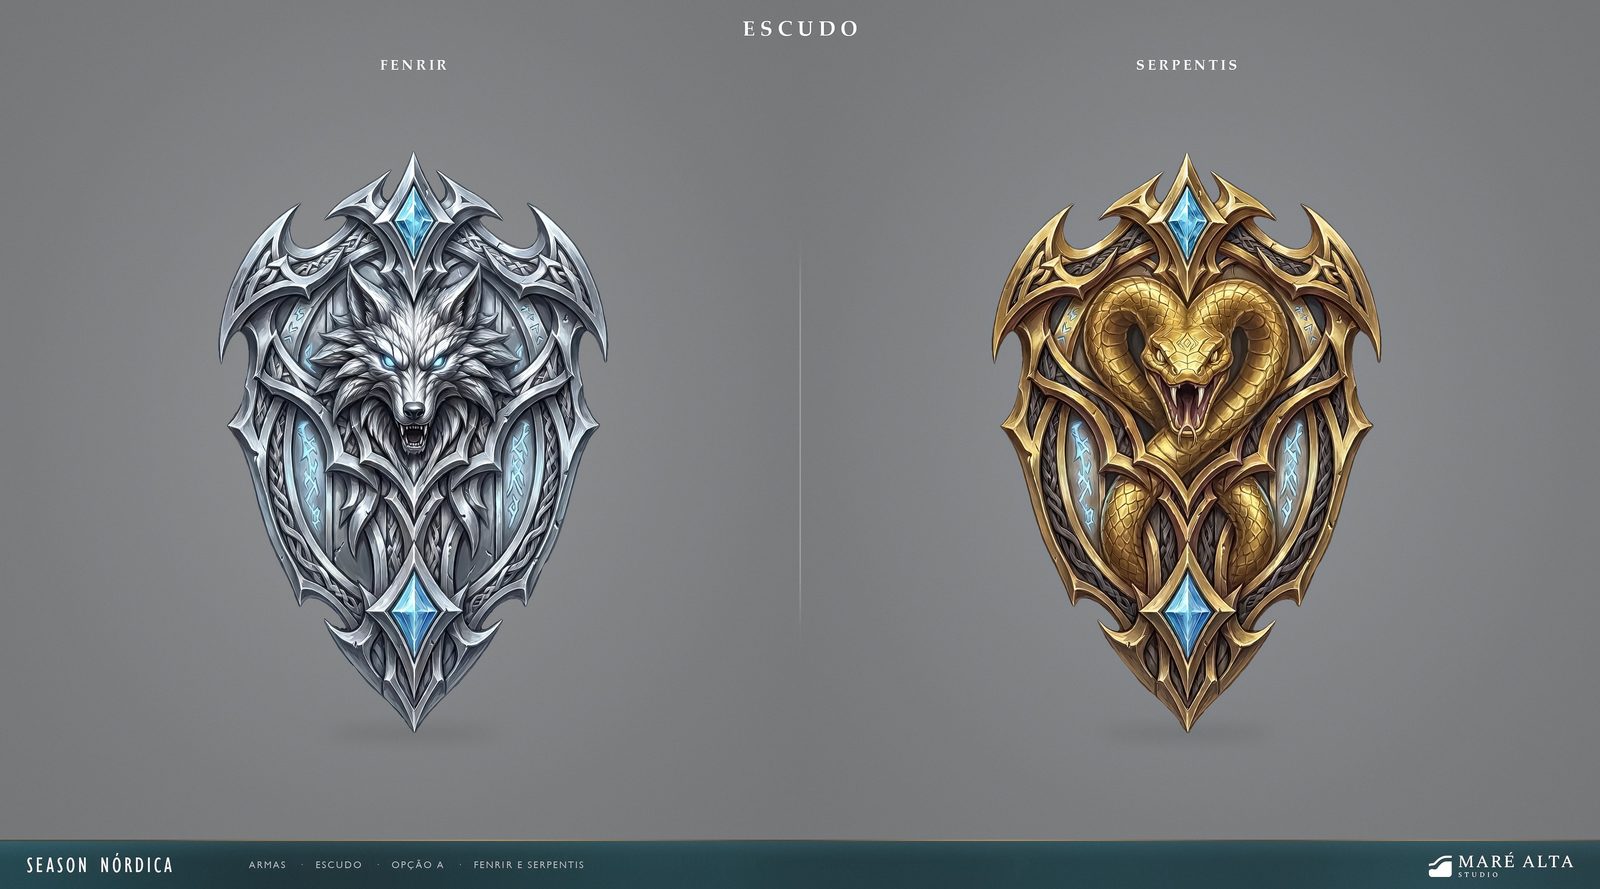 ESCUDO
FENRIR
SERPENTIS
SEASON NÓRDICA
ARMAS · ESCUDO · OPÇÃO A · FENRIR E SERPENTIS
MARÉ ALTA
STUDIO